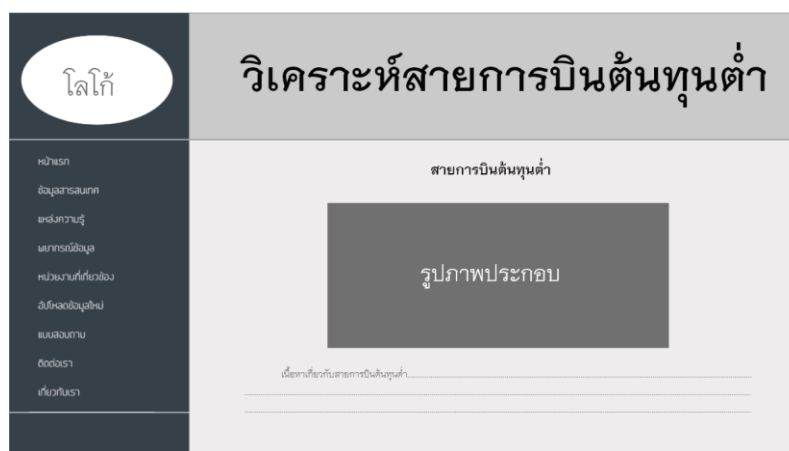 โลโก้
วิเคราะห์สายการบินต้นทุนต่ำ
หน้าแรก
ข้อมูลสารสนเทศ
แหล่งความรู้
พยากรณ์ข้อมูล
หน่วยงานที่เกี่ยวข้อง
อัปโหลดข้อมูลใหม่
แบบสอบถาม
ติดต่อเรา
เกี่ยวกับเรา
สายการบินต้นทุนต่ำ
รูปภาพประกอบ
เนื้อหาเกี่ยวกับสายการบินต้นทุนต่ำ